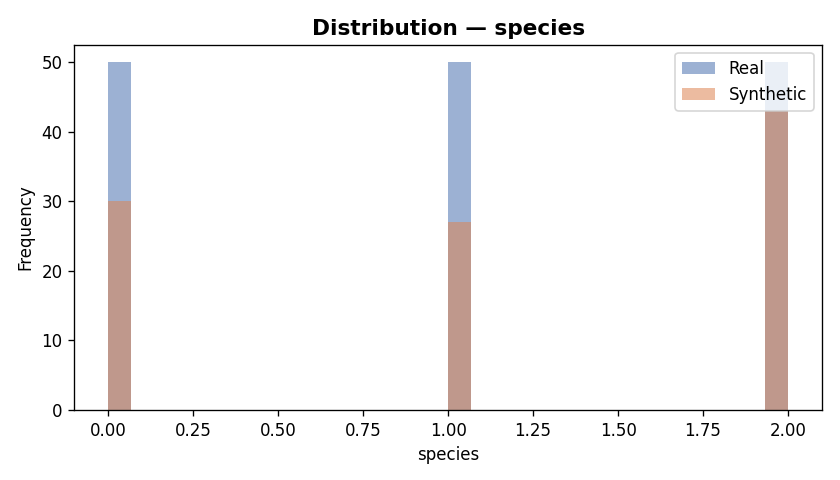 Distribution — species
Real
Synthetic
Frequency
50
40
30
20
10
0
0.00 0.25 0.50 0.75 1.00 1.25 1.50 1.75 2.00
species